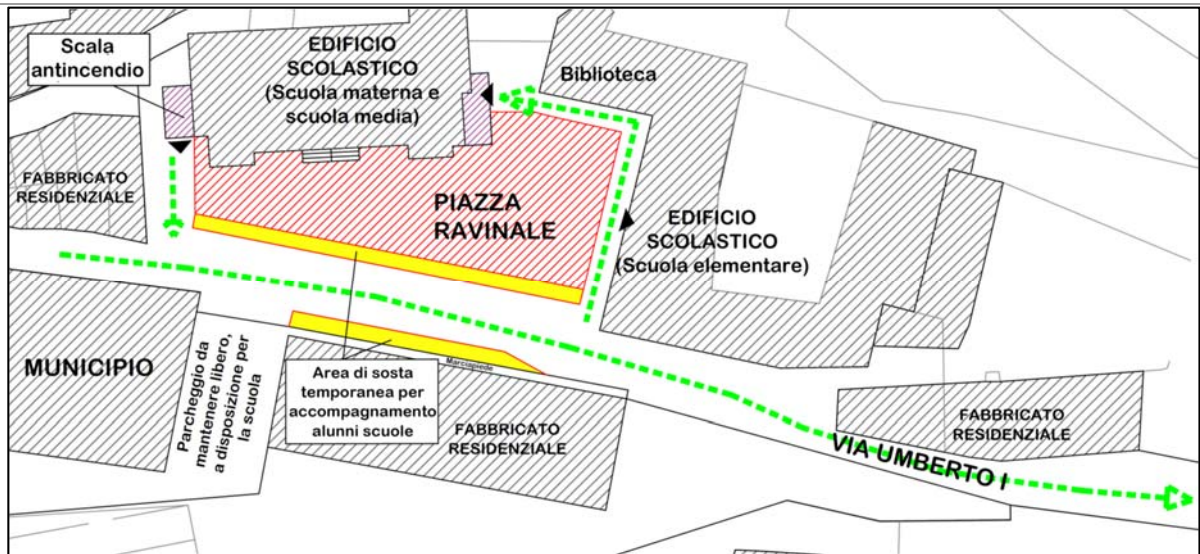 Scala
antincendio
EDIFICIO
SCOLASTICO
(Scuola materna e
scuola media)
Biblioteca
FABBRICATO
RESIDENZIALE
PIAZZA
RAVINALE
EDIFICIO
SCOLASTICO
(Scuola elementare)
MUNICIPIO
Parcheggio da
mantenere libero,
a disposizione per
la scuola
Area di sosta
temporanea per
accompagnamento
alunni scuole
Marciapiede
FABBRICATO
RESIDENZIALE
FABBRICATO
RESIDENZIALE
VIA UMBERTO I